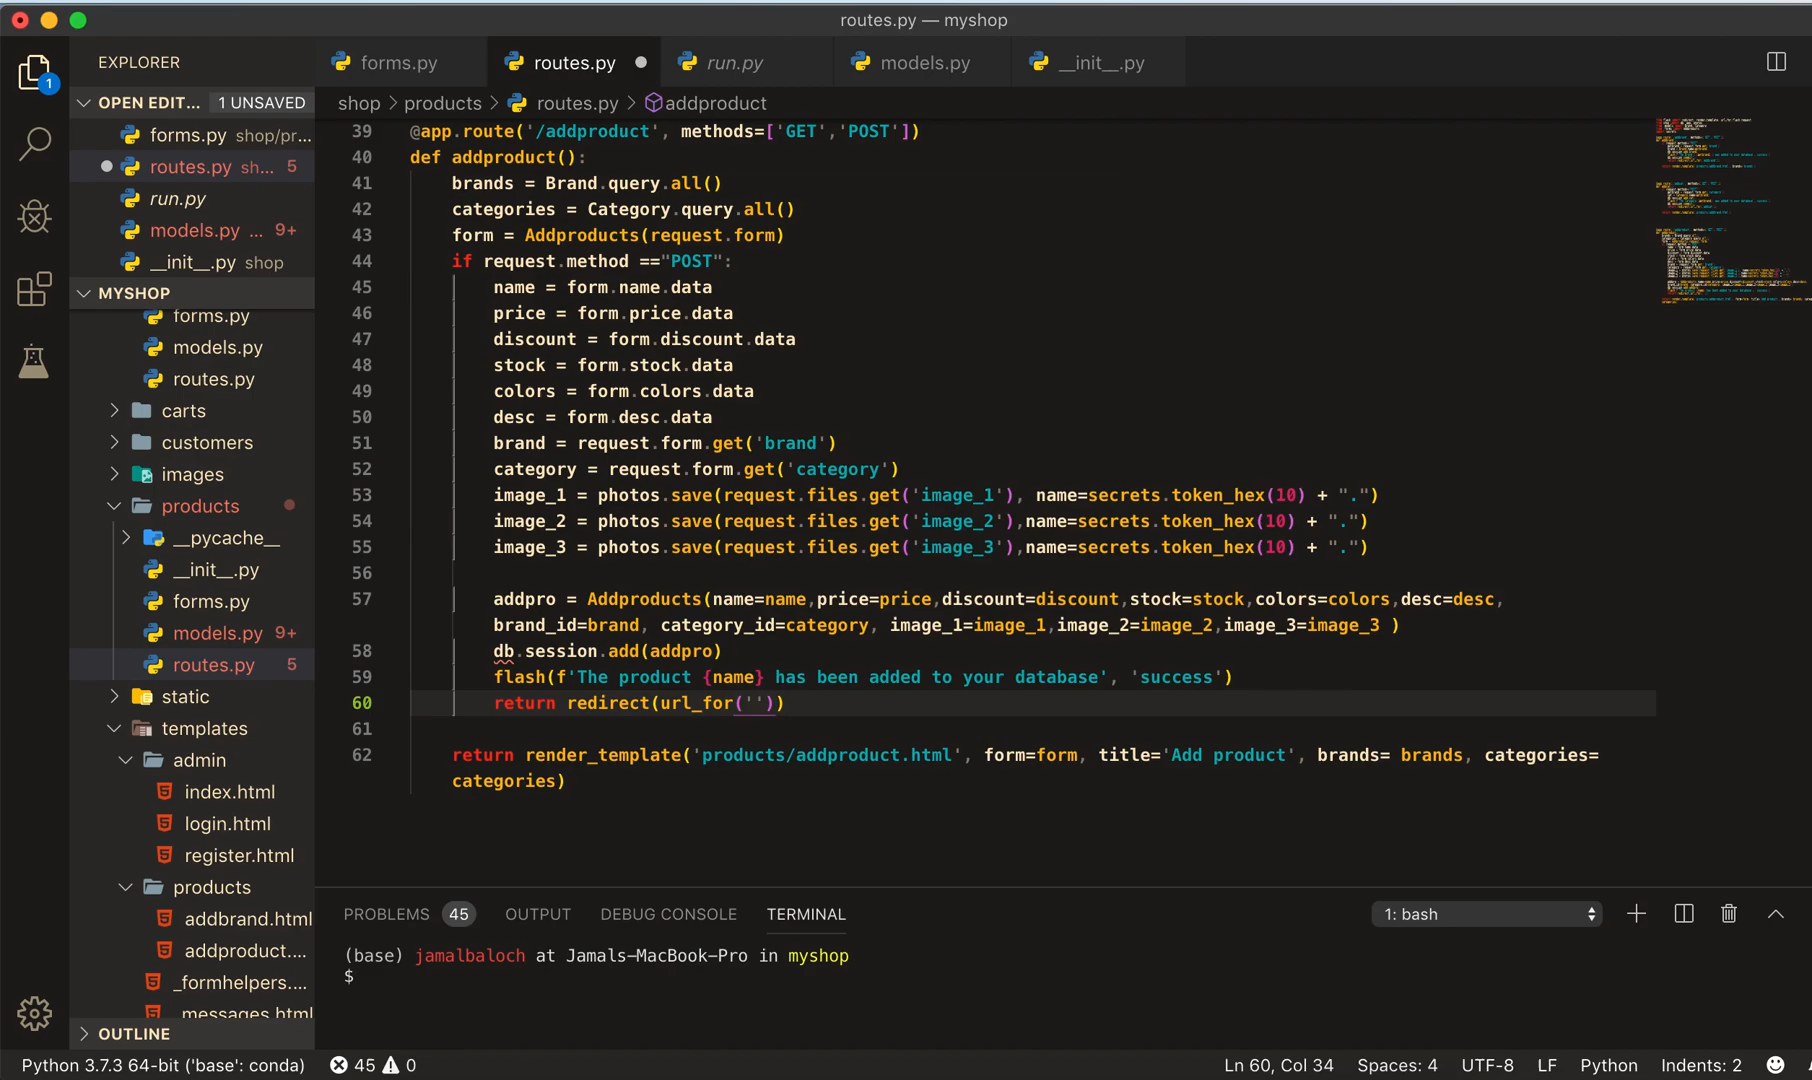 routes.py — myshop
EXPLORER
forms.py
routes.py
run.py
models.py
__init__.py
1
OPEN EDIT... 1 UNSAVED
shop > products > routes.py > addproduct
forms.py shop/pr...
routes.py sh... 5
run.py
models.py ... 9+
__init__.py shop
MYSHOP
forms.py
models.py
routes.py
carts
customers
images
products
__pycache__
__init__.py
forms.py
models.py 9+
routes.py 5
static
templates
admin
index.html
login.html
register.html
products
addbrand.html
addproduct....
_formhelpers....
_messages.html
OUTLINE
39 @app.route('/addproduct', methods=['GET','POST'])
40 def addproduct():
41 brands = Brand.query.all()
42 categories = Category.query.all()
43 form = Addproducts(request.form)
44 if request.method =="POST":
45 name = form.name.data
46 price = form.price.data
47 discount = form.discount.data
48 stock = form.stock.data
49 colors = form.colors.data
50 desc = form.desc.data
51 brand = request.form.get('brand')
52 category = request.form.get('category')
53 image_1 = photos.save(request.files.get('image_1'), name=secrets.token_hex(10) + ".")
54 image_2 = photos.save(request.files.get('image_2'),name=secrets.token_hex(10) + ".")
55 image_3 = photos.save(request.files.get('image_3'),name=secrets.token_hex(10) + ".")
56
57 addpro = Addproducts(name=name,price=price,discount=discount,stock=stock,colors=colors,desc=desc,
brand_id=brand, category_id=category, image_1=image_1,image_2=image_2,image_3=image_3 )
58 db.session.add(addpro)
59 flash(f'The product {name} has been added to your database', 'success')
60 return redirect(url_for(''))
61
62 return render_template('products/addproduct.html', form=form, title='Add product', brands= brands, categories=
categories)
PROBLEMS 45 OUTPUT DEBUG CONSOLE TERMINAL
1: bash
(base) jamalbaloch at Jamals-MacBook-Pro in myshop
$
Python 3.7.3 64-bit ('base': conda) 45 0
Ln 60, Col 34 Spaces: 4 UTF-8 LF Python Indents: 2